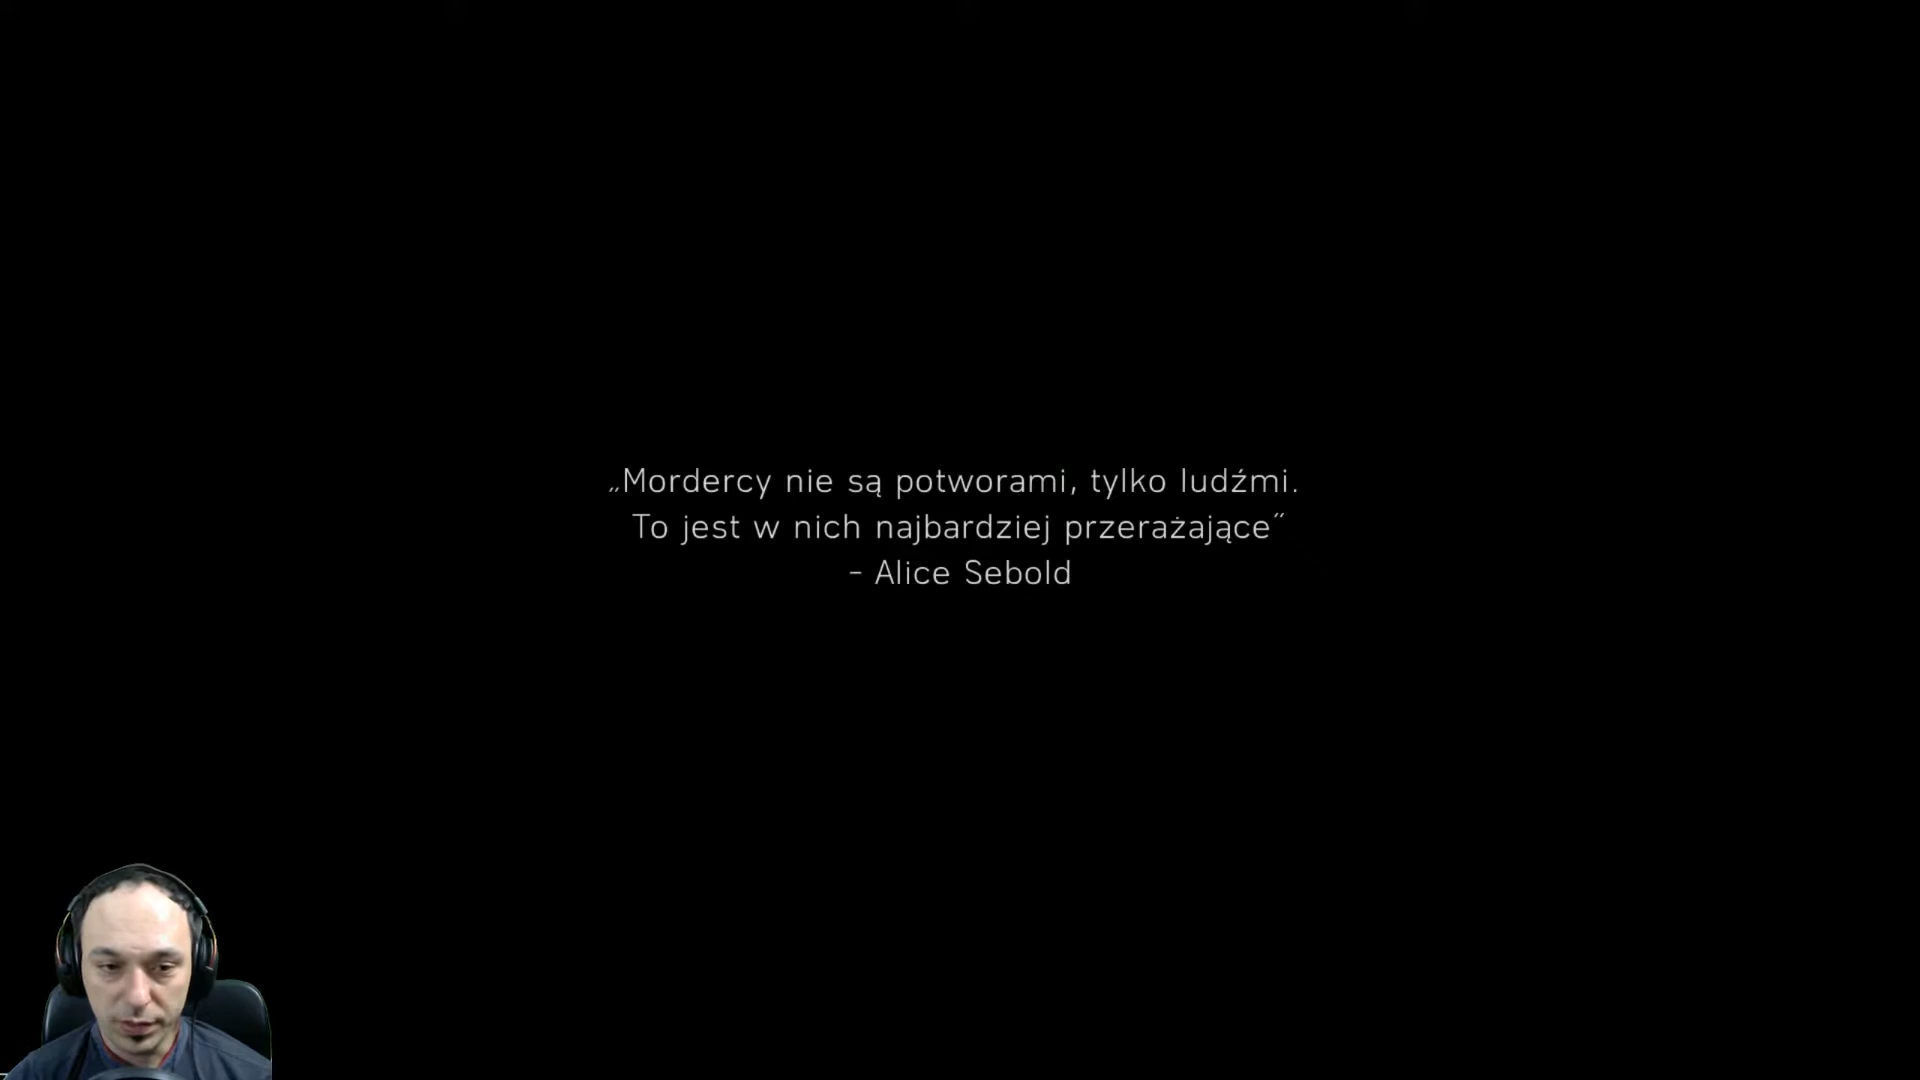 „Mordercy nie są potworami, tylko ludźmi.
To jest w nich najbardziej przerażające”
- Alice Sebold